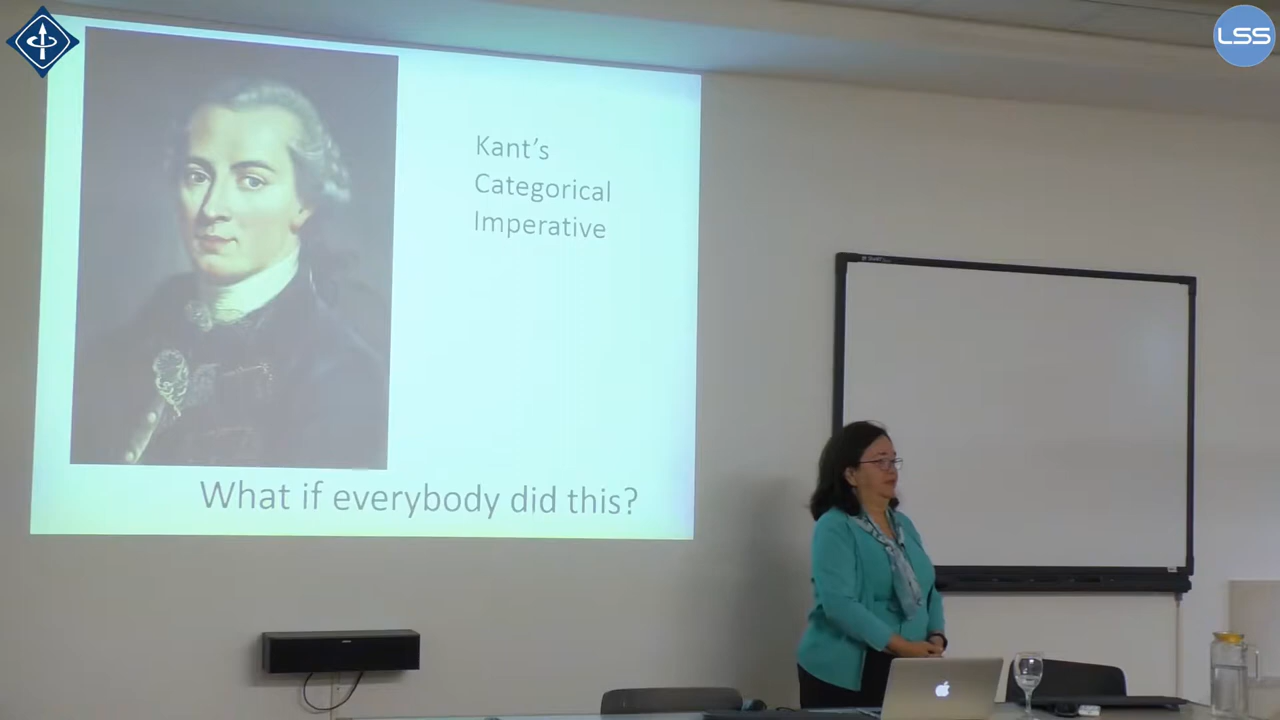 LSS
Kant's
Categorical
Imperative
What if everybody did this?